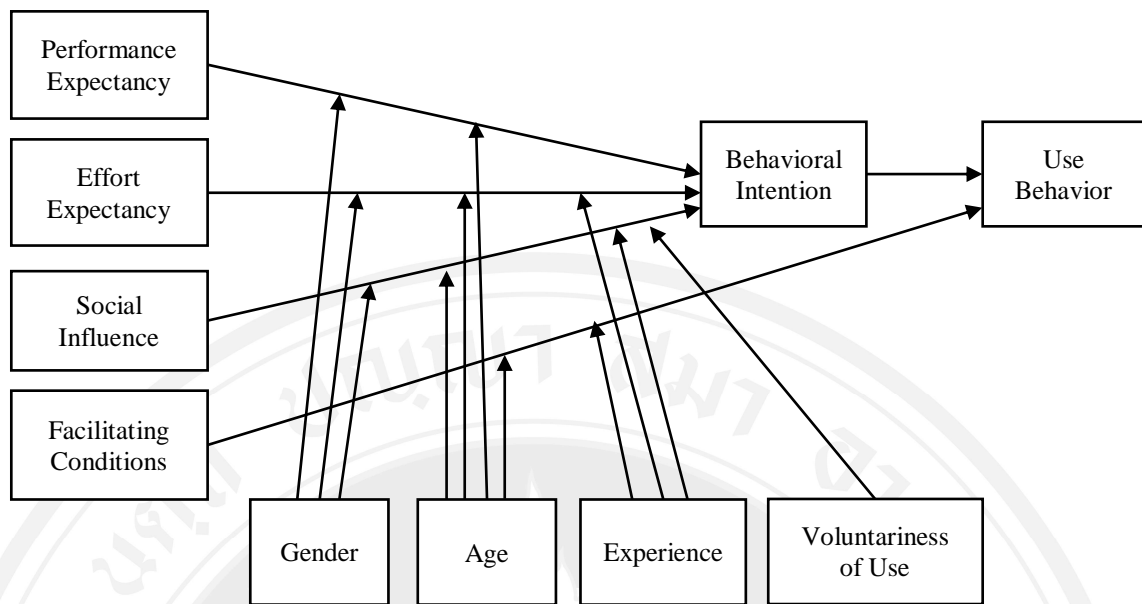 Performance
Expectancy
Effort
Expectancy
Social
Influence
Facilitating
Conditions
Behavioral
Intention
Use
Behavior
Gender
Age
Experience
Voluntariness
of Use